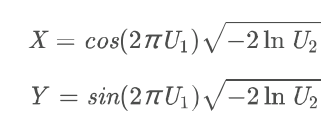 X = cos(2πU₁)√(-2 ln U₂)
Y = sin(2πU₁)√(-2 ln U₂)